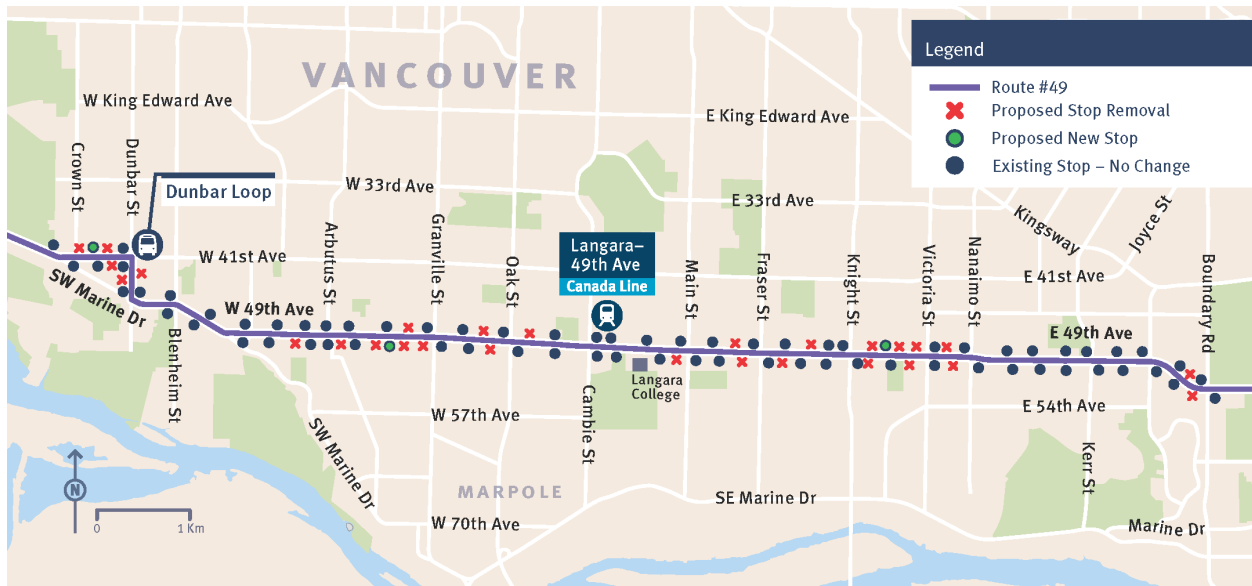 VANCOUVER
Legend
Route #49
Proposed Stop Removal
Proposed New Stop
Existing Stop – No Change
W King Edward Ave
E King Edward Ave
Crown St
Dunbar St
Dunbar Loop
W 33rd Ave
E 33rd Ave
Kingsway
Joyce St
Arbutus St
Granville St
Oak St
Langara–
49th Ave
Canada Line
Main St
Fraser St
Knight St
Victoria St
Nanaimo St
Boundary Rd
W 41st Ave
E 41st Ave
SW Marine Dr
W 49th Ave
E 49th Ave
Blenheim St
Langara
College
Cambie St
W 57th Ave
E 54th Ave
SW Marine Dr
Kerr St
MARPOLE
SE Marine Dr
N
0
1 Km
W 70th Ave
Marine Dr